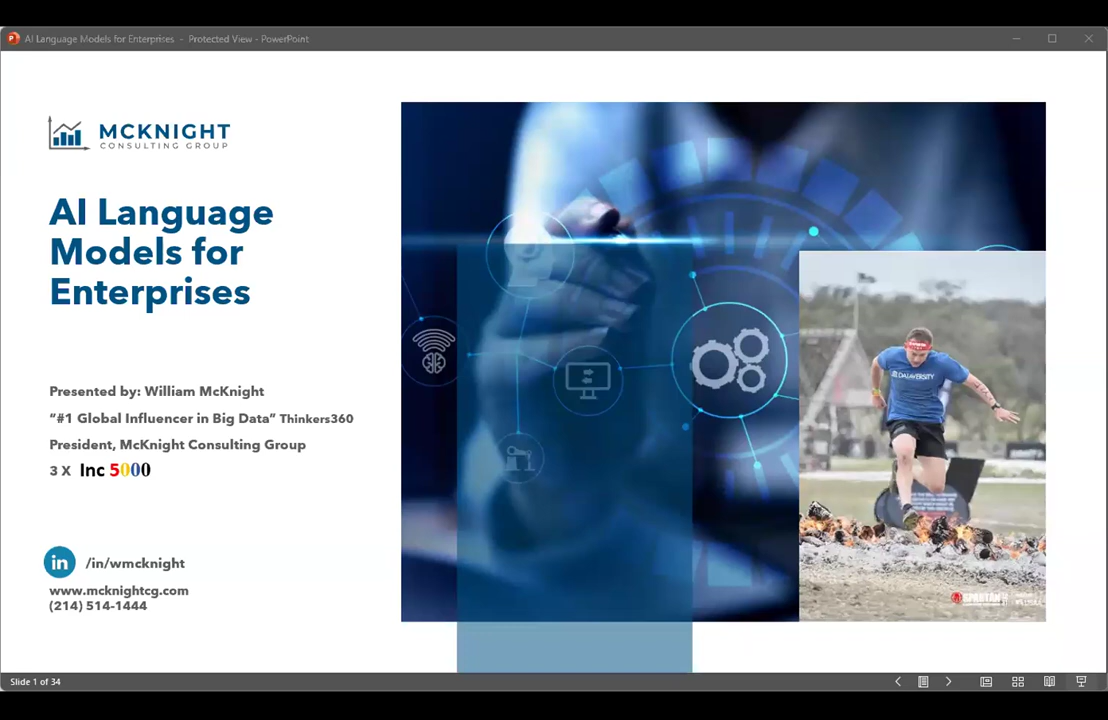 AI Language Models for Enterprises - Protected View - PowerPoint
MCKNIGHT
CONSULTING GROUP
AI Language
Models for
Enterprises
Presented by: William McKnight
“#1 Global Influencer in Big Data” Thinkers360
President, McKnight Consulting Group
3 X Inc 5000
in /in/wmcknight
www.mcknightcg.com
(214) 514-1444
DATAVERSITY
SPARTAN
Slide 1 of 34